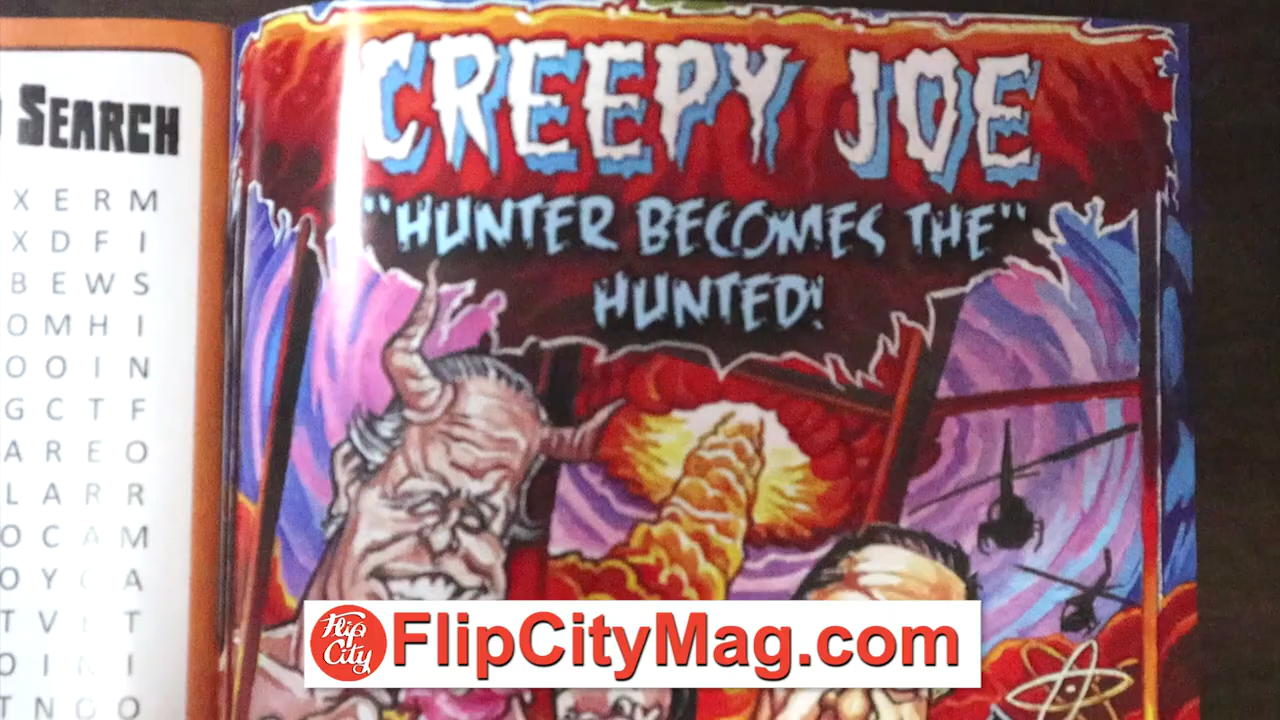 SEARCH
X E R M
X D F I
B E W S
O M H I
O O I N
G C T F
A R E O
L A R R
O C A M
O Y C A
T V T
O I N I
T N O O
CREEPY JOE
"HUNTER BECOMES THE"
HUNTED!
Flip City FlipCityMag.com